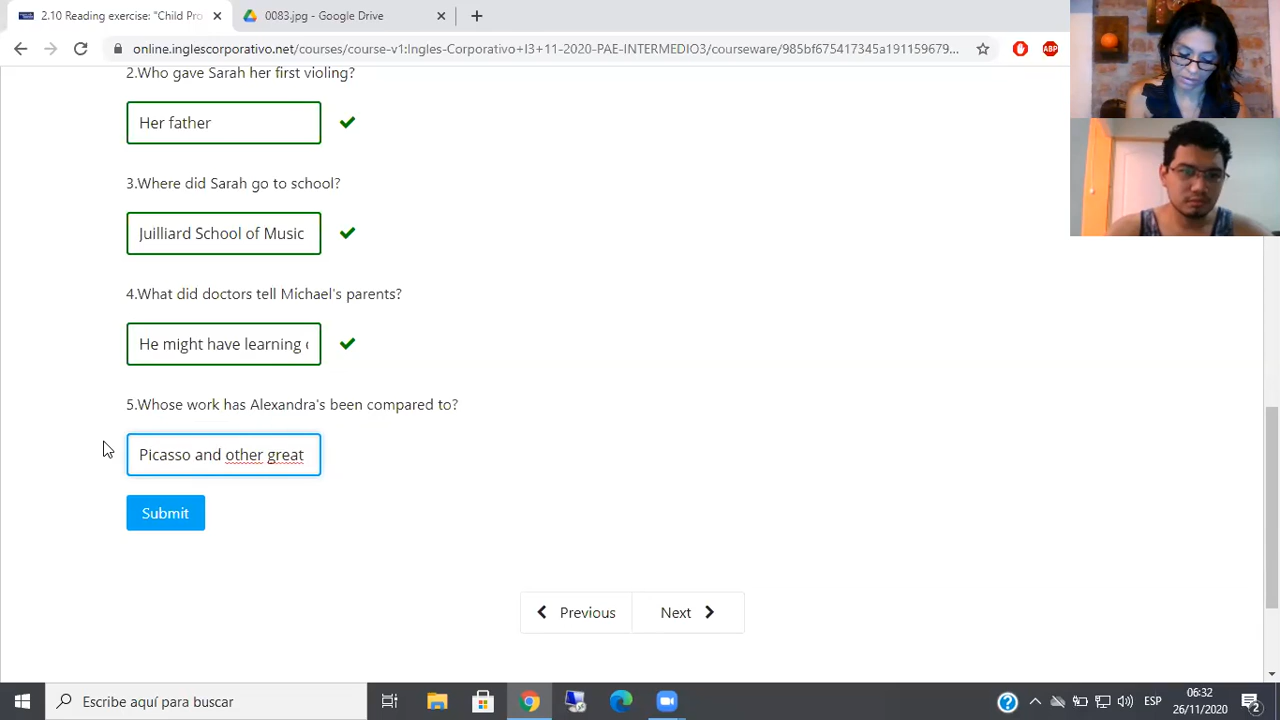 2.10 Reading exercise: "Child Pro
0083.jpg - Google Drive
online.inglescorporativo.net/courses/course-v1:Ingles-Corporativo+I3+11-2020-PAE-INTERMEDIO3/courseware/985bf675417345a191159679...
ABP
2.Who gave Sarah her first violing?
Her father
3.Where did Sarah go to school?
Juilliard School of Music
4.What did doctors tell Michael's parents?
He might have learning
5.Whose work has Alexandra's been compared to?
Picasso and other great
Submit
Previous
Next
Escribe aquí para buscar
ESP
06:32
26/11/2020
2